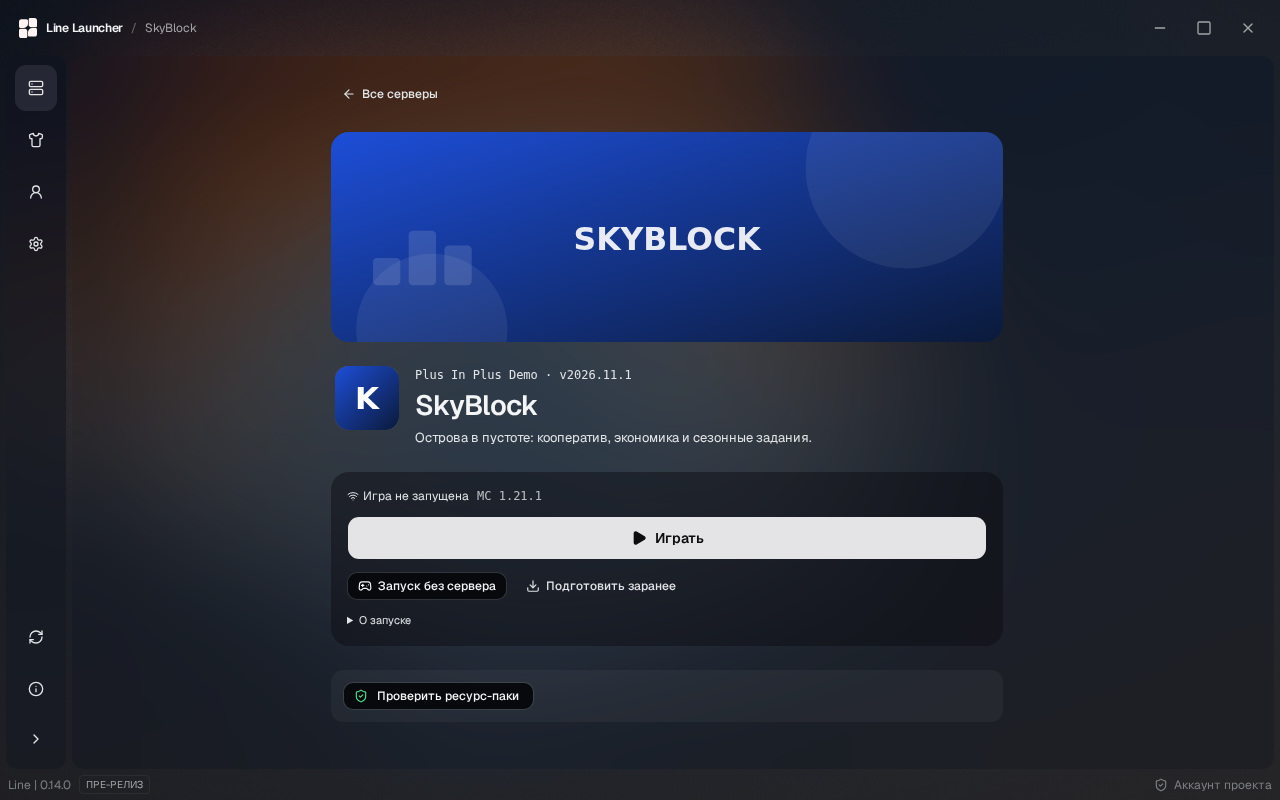 Line Launcher / SkyBlock
Все серверы
SKYBLOCK
K
Plus In Plus Demo · v2026.11.1
SkyBlock
Острова в пустоте: кооператив, экономика и сезонные задания.
Игра не запущена MC 1.21.1
Играть
Запуск без сервера Подготовить заранее
О запуске
Проверить ресурс-паки
Line | 0.14.0 ПРЕ-РЕЛИЗ Аккаунт проекта